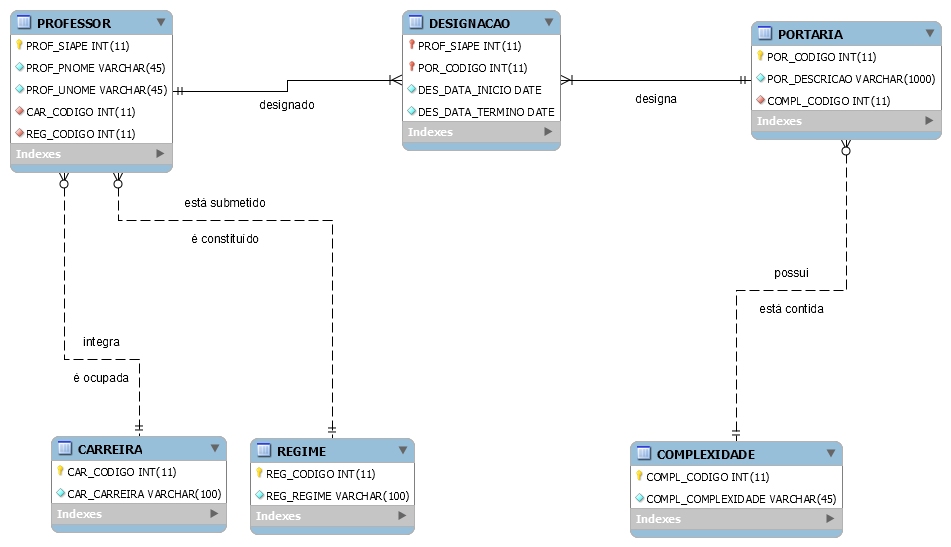 PROFESSOR
PROF_SIAPE INT(11)
PROF_PNOME VARCHAR(45)
PROF_UNOME VARCHAR(45)
CAR_CODIGO INT(11)
REG_CODIGO INT(11)
Indexes
designado
DESIGNACAO
PROF_SIAPE INT(11)
POR_CODIGO INT(11)
DES_DATA_INICIO DATE
DES_DATA_TERMINO DATE
Indexes
designa
PORTARIA
POR_CODIGO INT(11)
POR_DESCRICAO VARCHAR(1000)
COMPL_CODIGO INT(11)
Indexes
está submetido
é constituído
possui
está contida
integra
é ocupada
CARREIRA
CAR_CODIGO INT(11)
CAR_CARREIRA VARCHAR(100)
Indexes
REGIME
REG_CODIGO INT(11)
REG_REGIME VARCHAR(100)
Indexes
COMPLEXIDADE
COMPL_CODIGO INT(11)
COMPL_COMPLEXIDADE VARCHAR(45)
Indexes